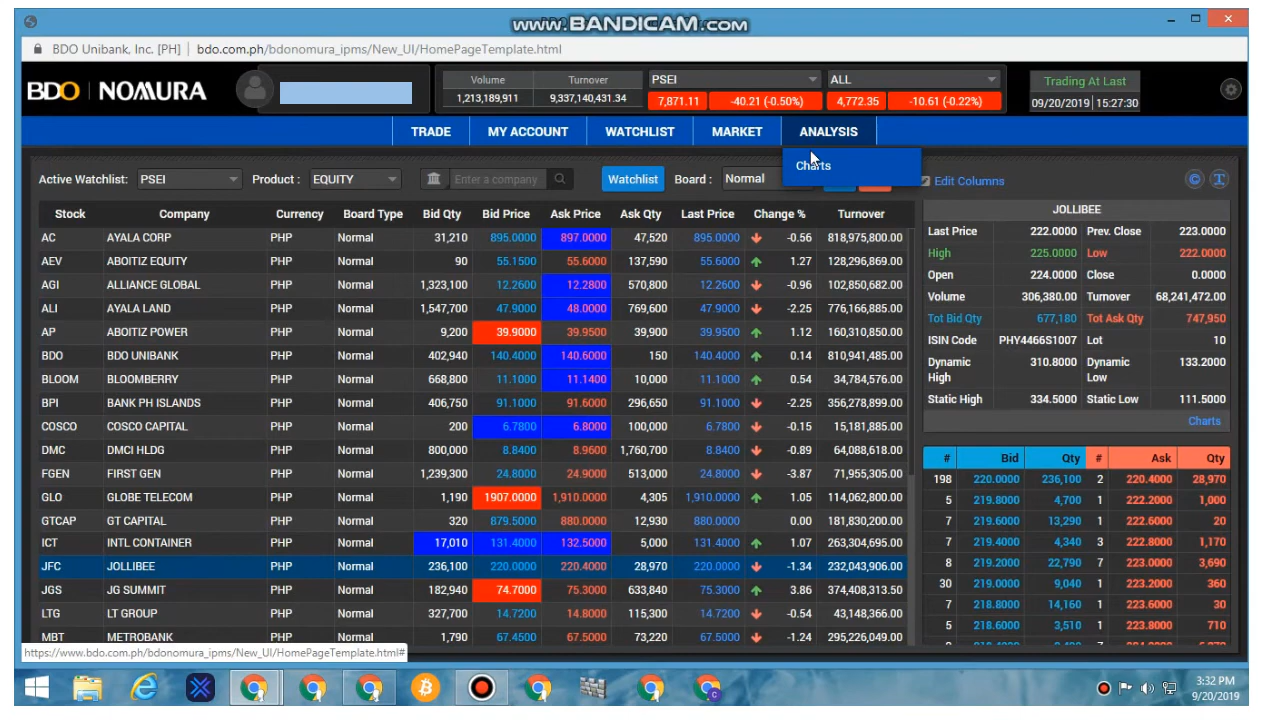 www.BANDICAM.com
BDO Unibank, Inc. [PH] | bdo.com.ph/bdonomura_ipms/New_UI/HomePageTemplate.html
BDO NOMURA
Volume Turnover PSEI ALL Trading At Last
1,213,189,911 9,337,140,431.34 7,871.11 -40.21 (-0.50%) 4,772.35 -10.61 (-0.22%) 09/20/2019 15:27:30
TRADE MY ACCOUNT WATCHLIST MARKET ANALYSIS
Charts
Active Watchlist: PSEI Product : EQUITY Enter a company Watchlist Board : Normal Edit Columns
Stock Company Currency Board Type Bid Qty Bid Price Ask Price Ask Qty Last Price Change % Turnover
AC AYALA CORP PHP Normal 31,210 895.0000 897.0000 47,520 895.0000 -0.56 818,975,800.00
AEV ABOITIZ EQUITY PHP Normal 90 55.1500 55.6000 137,590 55.6000 1.27 128,296,869.00
AGI ALLIANCE GLOBAL PHP Normal 1,323,100 12.2600 12.2800 570,800 12.2600 -0.96 102,850,682.00
ALI AYALA LAND PHP Normal 1,547,700 47.9000 48.0000 769,600 47.9000 -2.25 776,166,885.00
AP ABOITIZ POWER PHP Normal 9,200 39.9000 39.9500 39,900 39.9500 1.12 160,310,850.00
BDO BDO UNIBANK PHP Normal 402,940 140.4000 140.6000 150 140.4000 0.14 810,941,485.00
BLOOM BLOOMBERRY PHP Normal 668,800 11.1000 11.1400 10,000 11.1000 0.54 34,784,576.00
BPI BANK PH ISLANDS PHP Normal 406,750 91.1000 91.6000 296,650 91.1000 -2.25 356,278,899.00
COSCO COSCO CAPITAL PHP Normal 200 6.7800 6.8000 100,000 6.7800 -0.15 15,181,885.00
DMC DMCI HLDG PHP Normal 800,000 8.8400 8.9600 1,760,700 8.8400 -0.89 64,088,618.00
FGEN FIRST GEN PHP Normal 1,239,300 24.8000 24.9000 513,000 24.8000 -3.87 71,955,305.00
GLO GLOBE TELECOM PHP Normal 1,190 1907.0000 1,910.0000 4,305 1,910.0000 1.05 114,062,800.00
GTCAP GT CAPITAL PHP Normal 320 879.5000 880.0000 12,930 880.0000 0.00 181,830,200.00
ICT INTL CONTAINER PHP Normal 17,010 131.4000 132.5000 5,000 131.4000 1.07 263,304,695.00
JFC JOLLIBEE PHP Normal 236,100 220.0000 220.4000 28,970 220.0000 -1.34 232,043,906.00
JGS JG SUMMIT PHP Normal 182,940 74.7000 75.3000 633,840 75.3000 3.86 374,408,313.50
LTG LT GROUP PHP Normal 327,700 14.7200 14.8000 115,300 14.7200 -0.54 43,148,366.00
MBT METROBANK PHP Normal 1,790 67.4500 67.5000 73,220 67.5000 -1.24 295,226,049.00
https://www.bdo.com.ph/bdonomura_ipms/New_UI/HomePageTemplate.html#
JOLLIBEE
Last Price 222.0000 Prev. Close 223.0000
High 225.0000 Low 222.0000
Open 224.0000 Close 0.0000
Volume 306,380.00 Turnover 68,241,472.00
Tot Bid Qty 677,180 Tot Ask Qty 747,950
ISIN Code PHY4466S1007 Lot 10
Dynamic High 310.8000 Dynamic Low 133.2000
Static High 334.5000 Static Low 111.5000
Charts
# Bid Qty # Ask Qty
198 220.0000 236,100 2 220.4000 28,970
5 219.8000 4,700 1 222.2000 1,000
7 219.6000 13,290 1 222.6000 20
7 219.4000 4,340 3 222.8000 1,170
8 219.2000 22,790 7 223.0000 3,690
30 219.0000 9,040 1 223.2000 360
7 218.8000 14,160 1 223.6000 30
5 218.6000 3,510 1 223.8000 710
3:32 PM
9/20/2019